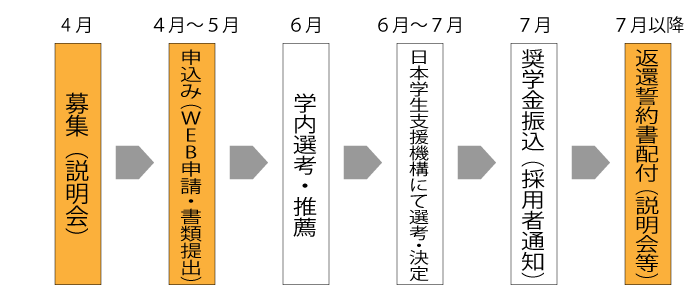 4月
募集(説明会)
4月～5月
申込み(WEB申請・書類提出)
6月
学内選考・推薦
6月～7月
日本学生支援機構にて選考・決定
7月
奨学金振込(採用者通知)
7月以降
返還誓約書配付(説明会等)